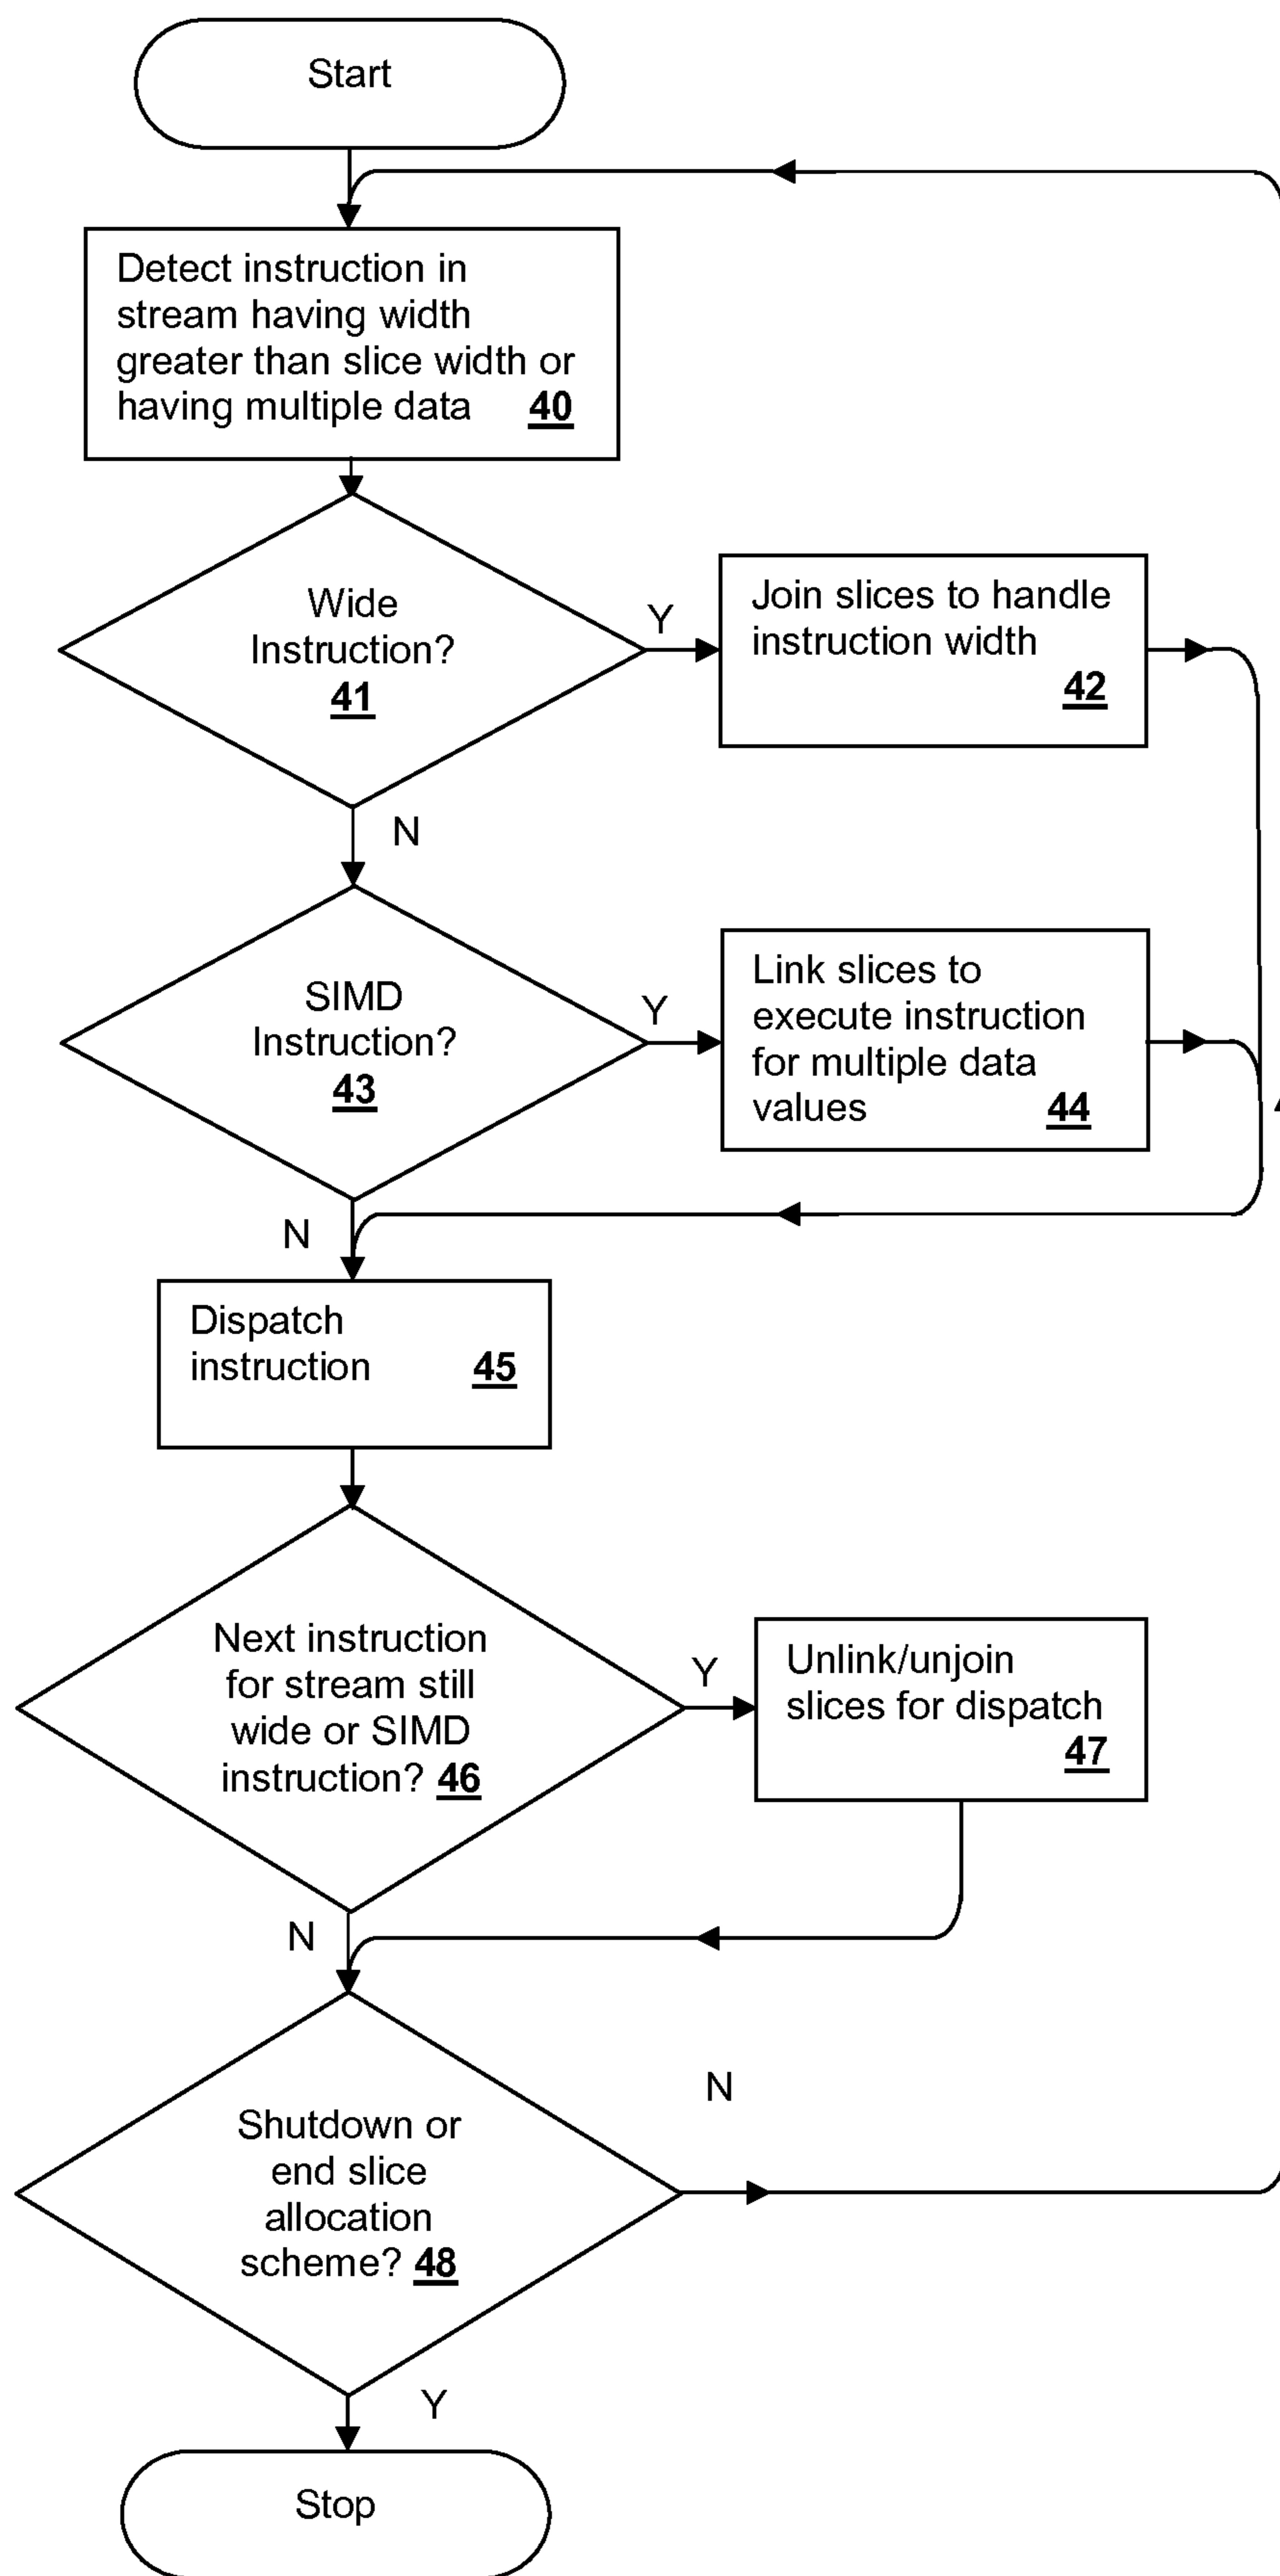 Start
Detect instruction in
stream having width
greater than slice width or
having multiple data 40
Wide
Instruction?
41
Y
Join slices to handle
instruction width
42
N
SIMD
Instruction?
43
Y
Link slices to
execute instruction
for multiple data
values 44
N
Dispatch
instruction 45
Next instruction
for stream still
wide or SIMD
instruction? 46
Y
Unlink/unjoin
slices for dispatch
47
N
Shutdown or
end slice
allocation
scheme? 48
N
Y
Stop